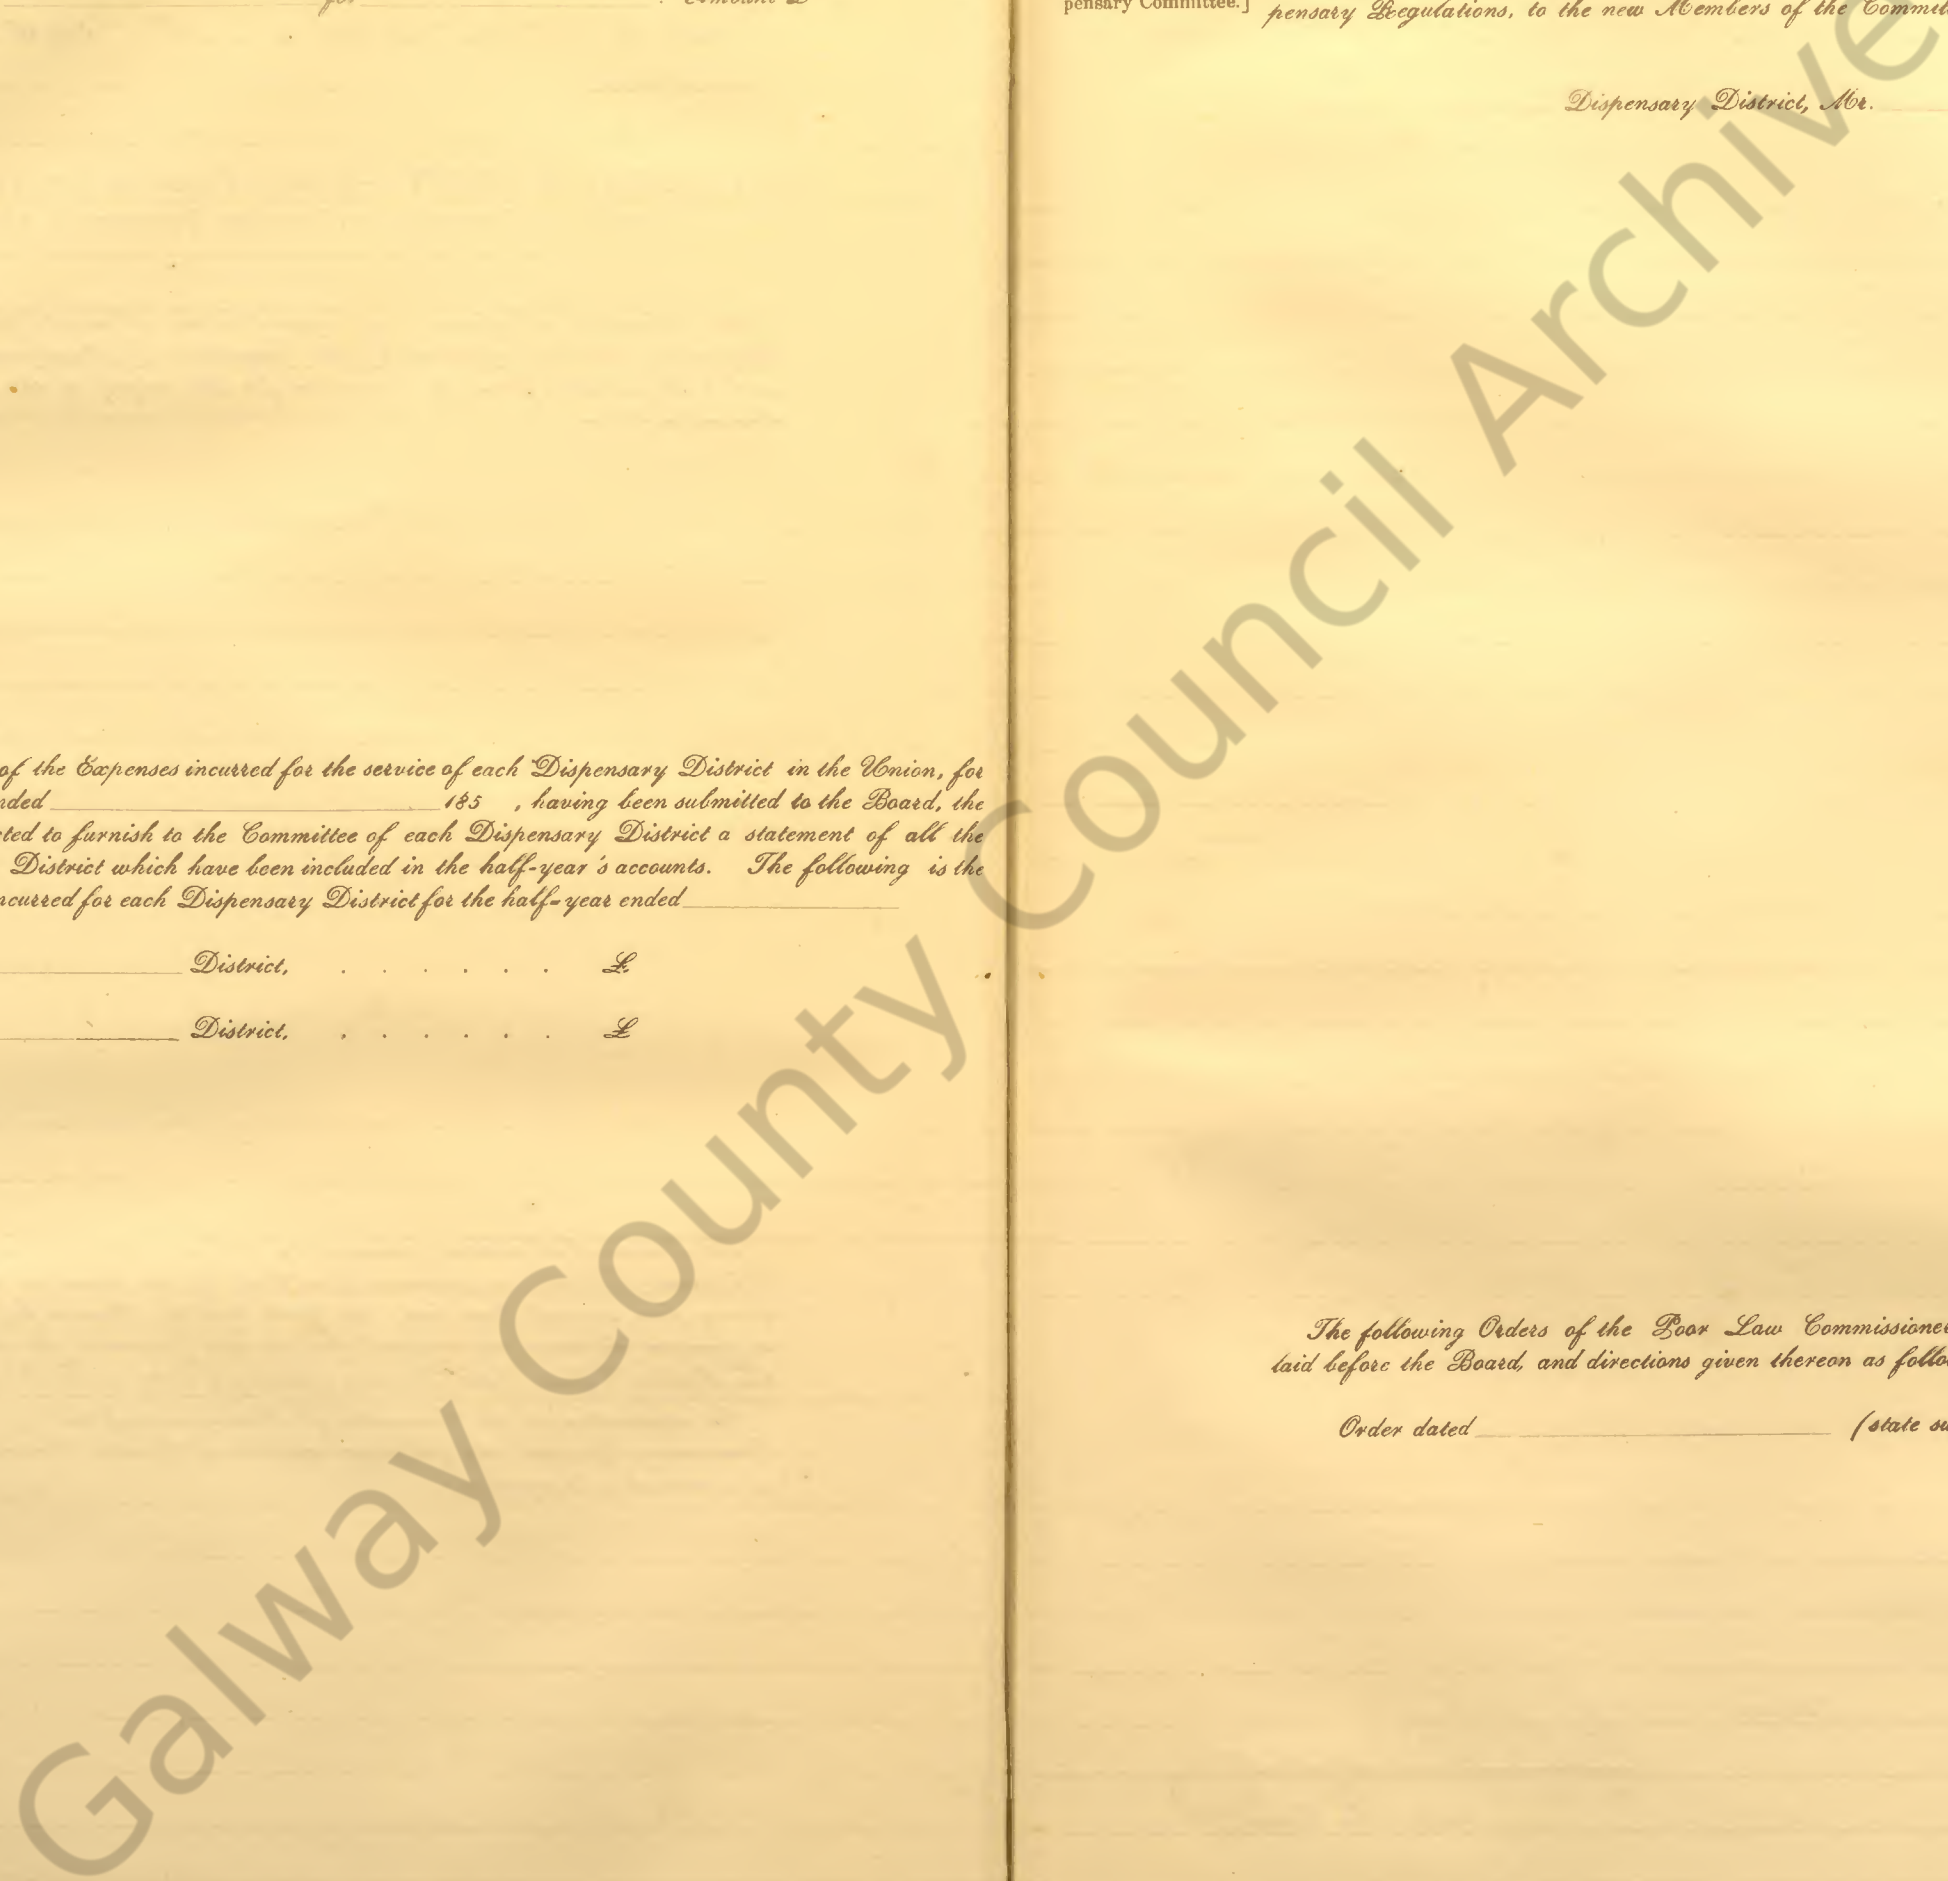 for Amount £
of the Expenses incurred for the service of each Dispensary District in the Union, for
nded 185 , having been submitted to the Board, the
cted to furnish to the Committee of each Dispensary District a statement of all the
District which have been included in the half-year's accounts. The following is the
ncurred for each Dispensary District for the half-year ended
District, . . . . . . £
District, . . . . . . £
pensary Committee.]
pensary Regulations, to the new Members of the Commit
Dispensary District, Mr.
The following Orders of the Poor Law Commissioner
laid before the Board, and directions given thereon as follo
Order dated (state su
Galway County Council Archive